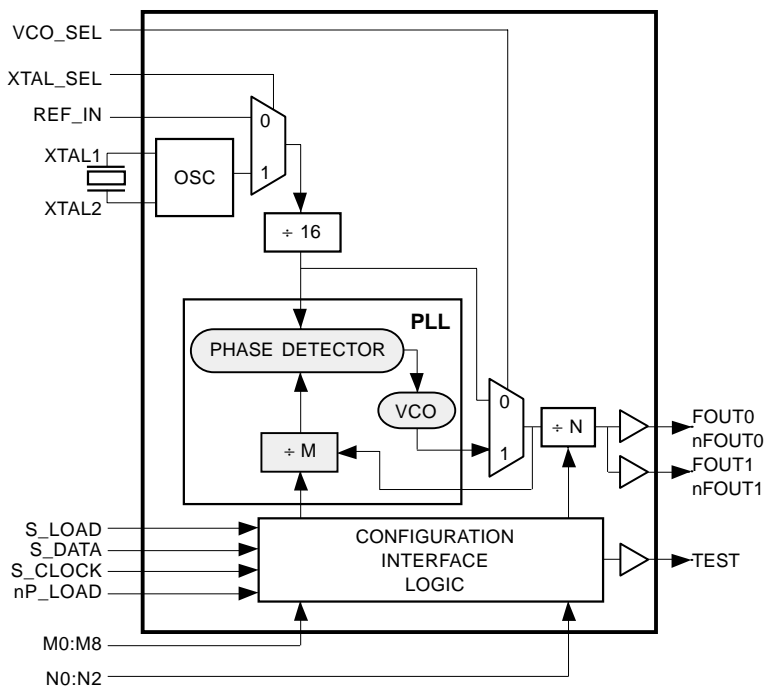 VCO_SEL
XTAL_SEL
REF_IN
0
XTAL1
OSC
1
XTAL2
÷ 16
PLL
PHASE DETECTOR
VCO
0
1
÷ M
÷ N
FOUT0
nFOUT0
FOUT1
nFOUT1
S_LOAD
S_DATA
S_CLOCK
nP_LOAD
CONFIGURATION
INTERFACE
LOGIC
TEST
M0:M8
N0:N2